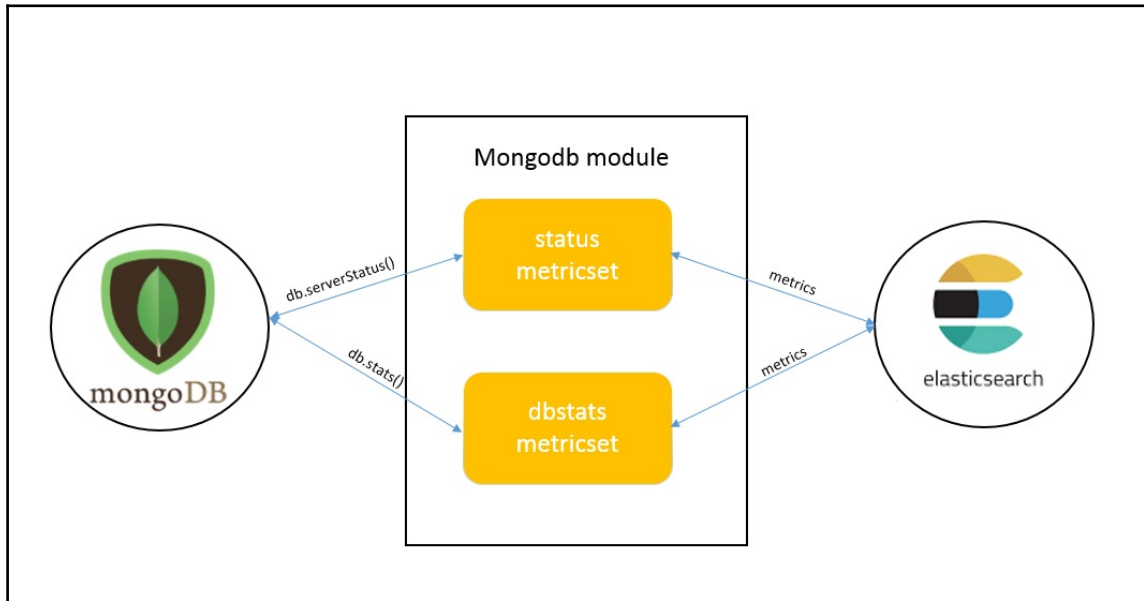 Mongodb module
status
metricset
db.serverStatus()
metrics
mongoDB
elasticsearch
db.stats()
metrics
dbstats
metricset